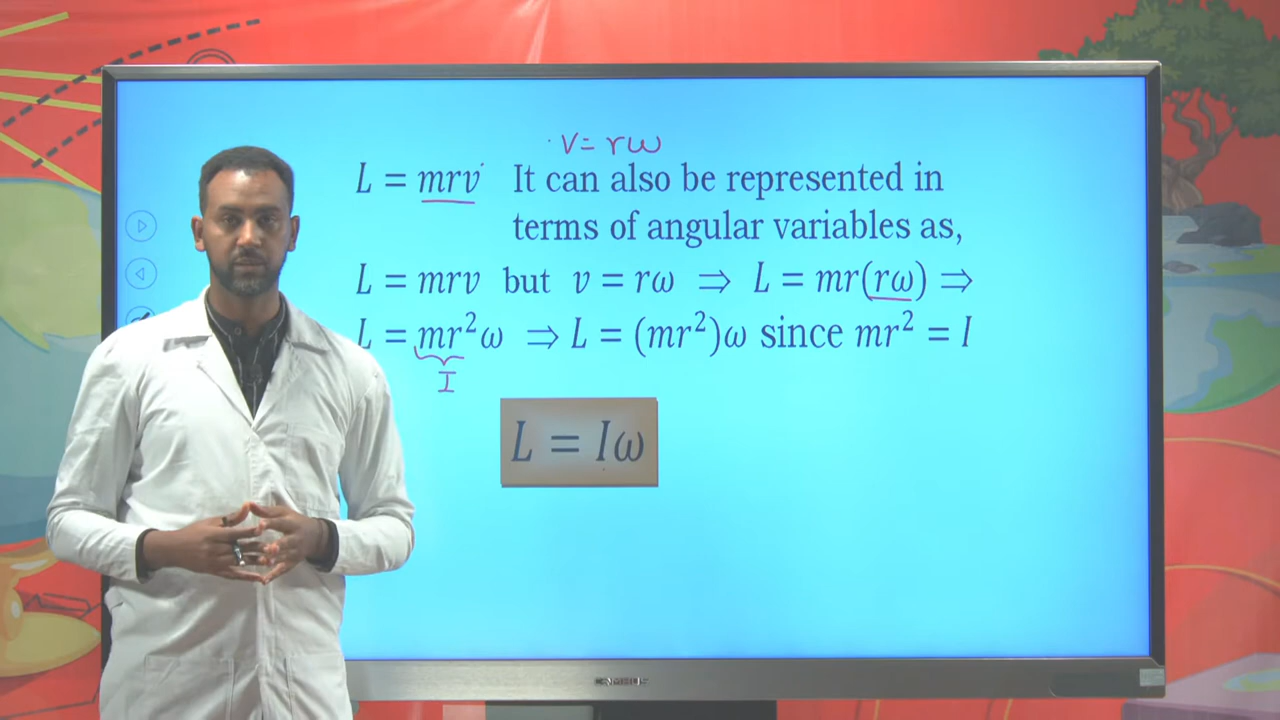 v = rω
L = mrv It can also be represented in
terms of angular variables as,
L = mrv but v = rω ⇒ L = mr(rω) ⇒
L = mr²ω ⇒ L = (mr²)ω since mr² = I
I
L = Iω